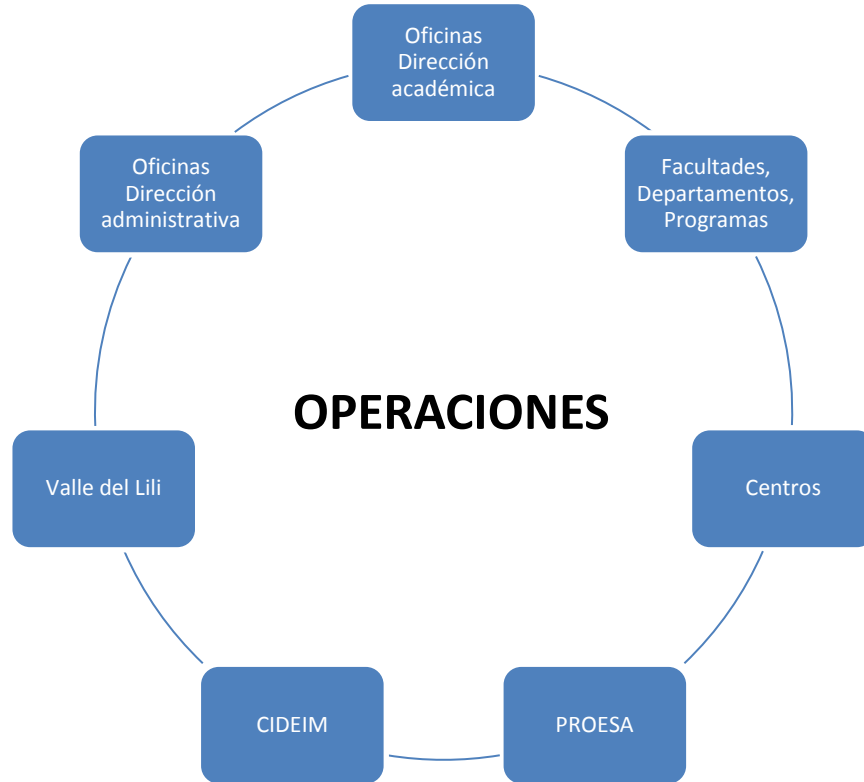 Oficinas
Dirección
académica
Facultades,
Departamentos,
Programas
Centros
PROESA
CIDEIM
Valle del Lili
Oficinas
Dirección
administrativa
OPERACIONES